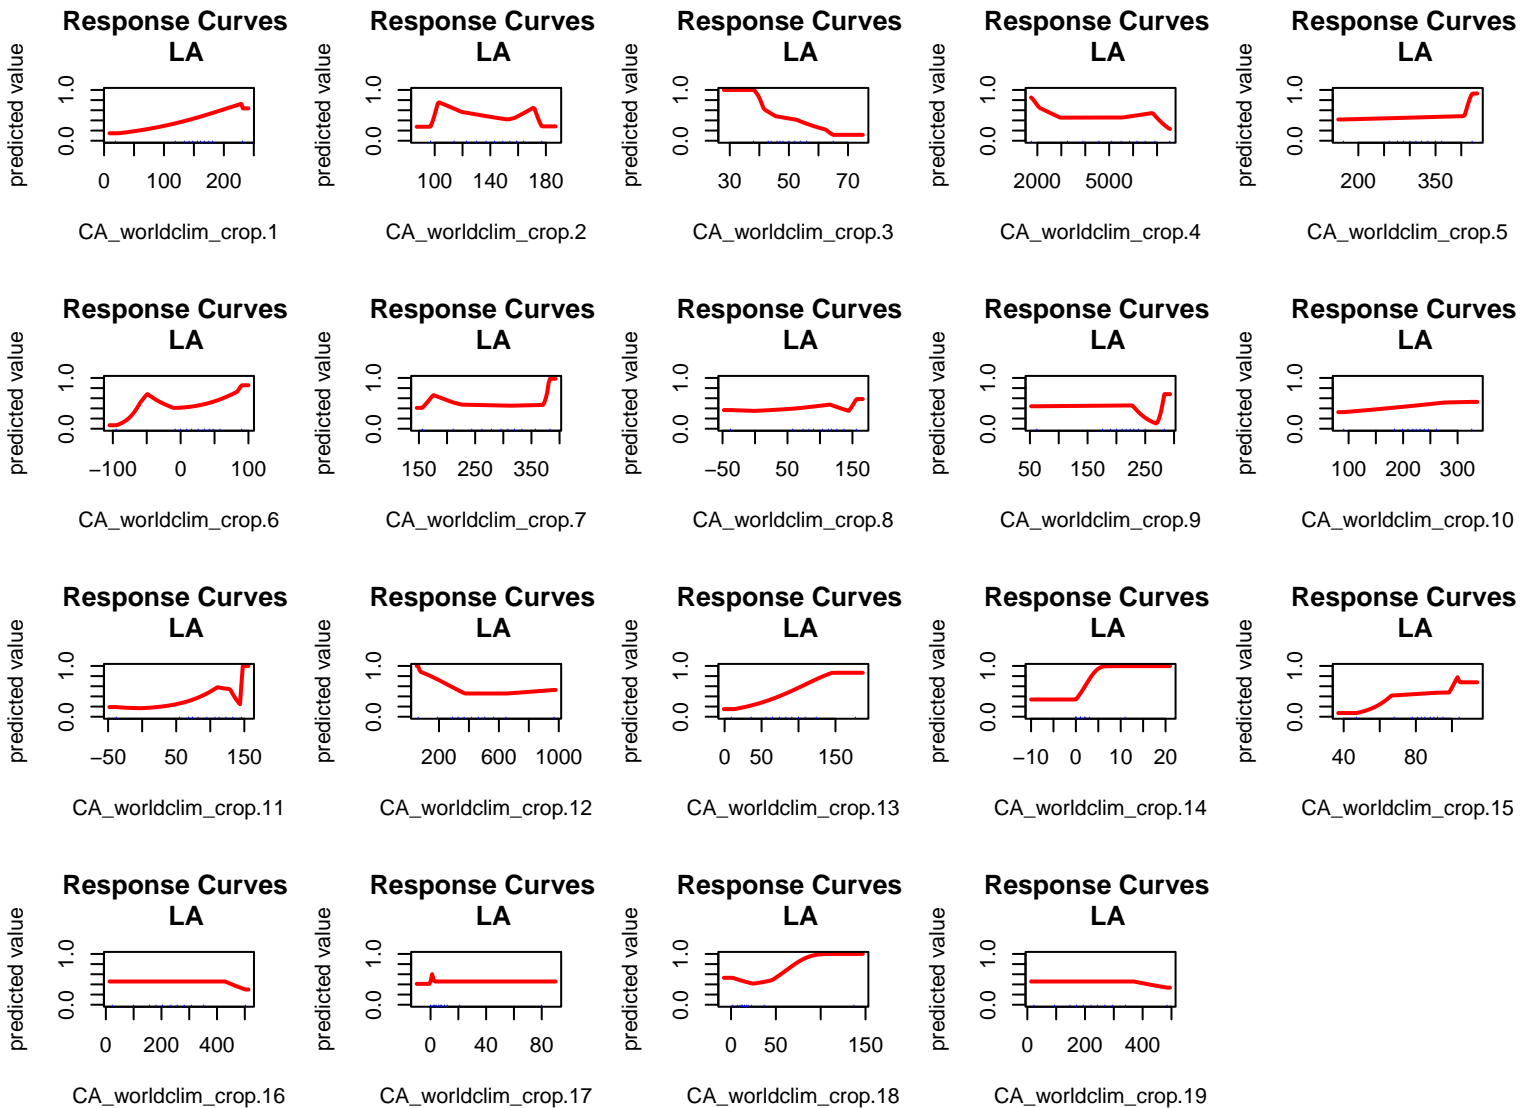 Response Curves
LA
predicted value
0.0 1.0
0 100 200
CA_worldclim_crop.1
Response Curves
LA
predicted value
0.0 1.0
100 140 180
CA_worldclim_crop.2
Response Curves
LA
predicted value
0.0 1.0
30 50 70
CA_worldclim_crop.3
Response Curves
LA
predicted value
0.0 1.0
2000 5000
CA_worldclim_crop.4
Response Curves
LA
predicted value
0.0 1.0
200 350
CA_worldclim_crop.5
Response Curves
LA
predicted value
0.0 1.0
−100 0 100
CA_worldclim_crop.6
Response Curves
LA
predicted value
0.0 1.0
150 250 350
CA_worldclim_crop.7
Response Curves
LA
predicted value
0.0 1.0
−50 50 150
CA_worldclim_crop.8
Response Curves
LA
predicted value
0.0 1.0
50 150 250
CA_worldclim_crop.9
Response Curves
LA
predicted value
0.0 1.0
100 200 300
CA_worldclim_crop.10
Response Curves
LA
predicted value
0.0 1.0
−50 50 150
CA_worldclim_crop.11
Response Curves
LA
predicted value
0.0 1.0
200 600 1000
CA_worldclim_crop.12
Response Curves
LA
predicted value
0.0 1.0
0 50 150
CA_worldclim_crop.13
Response Curves
LA
predicted value
0.0 1.0
−10 0 10 20
CA_worldclim_crop.14
Response Curves
LA
predicted value
0.0 1.0
40 80
CA_worldclim_crop.15
Response Curves
LA
predicted value
0.0 1.0
0 200 400
CA_worldclim_crop.16
Response Curves
LA
predicted value
0.0 1.0
0 40 80
CA_worldclim_crop.17
Response Curves
LA
predicted value
0.0 1.0
0 50 150
CA_worldclim_crop.18
Response Curves
LA
predicted value
0.0 1.0
0 200 400
CA_worldclim_crop.19